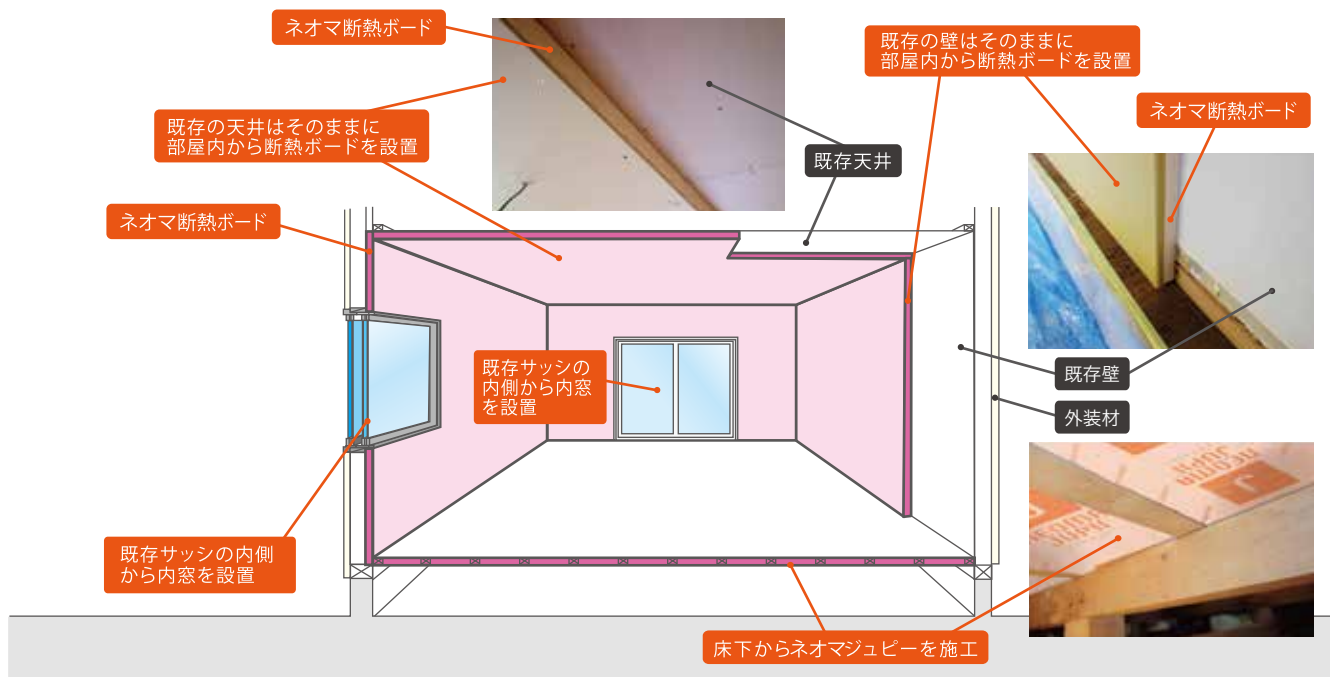 ネオマ断熱ボード
既存の天井はそのままに
部屋内から断熱ボードを設置
ネオマ断熱ボード
既存天井
既存の壁はそのままに
部屋内から断熱ボードを設置
ネオマ断熱ボード
既存サッシの
内側から内窓
を設置
既存壁
外装材
既存サッシの内側
から内窓を設置
床下からネオマジュピーを施工